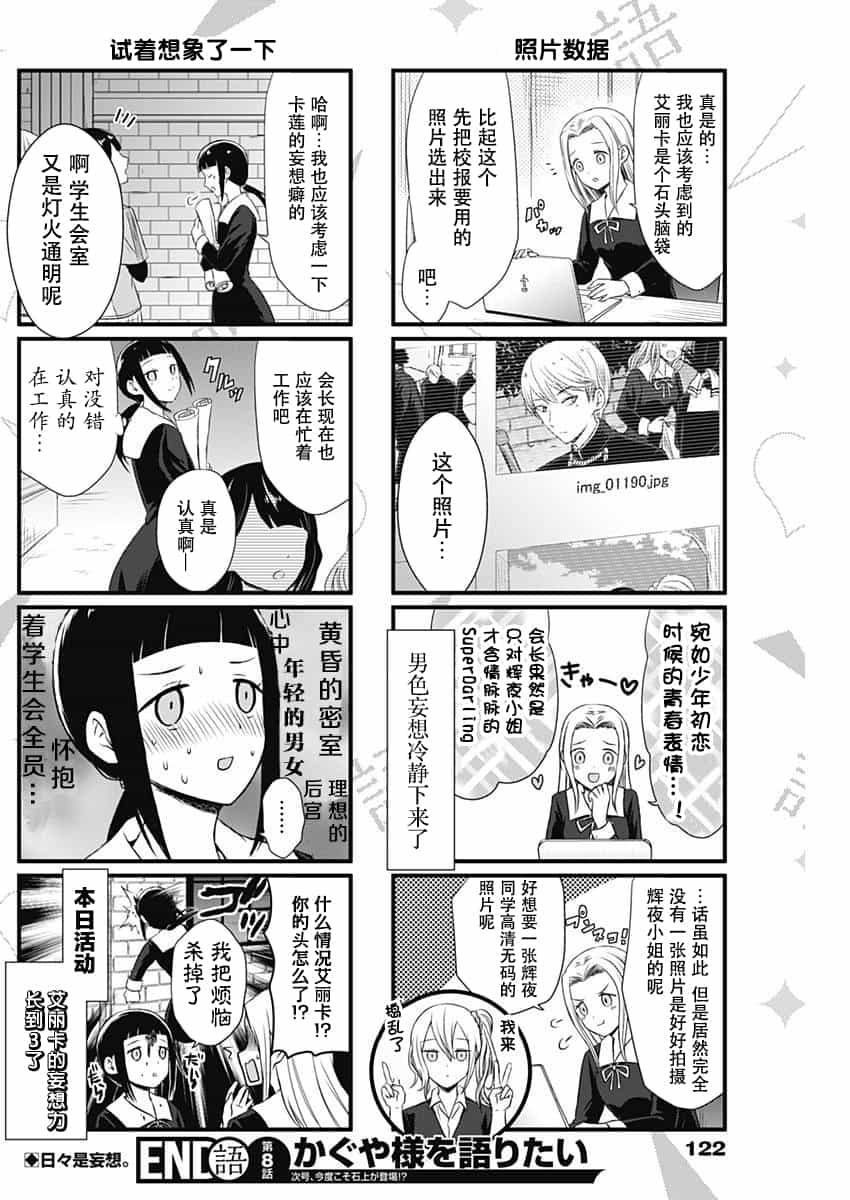 照片数据
真是的…
我也应该考虑到的
艾丽卡是个石头脑袋
比起这个
先把校报要用的
照片选出来
吧…
img_01190.jpg
这个照片…
宛如少年初恋
时候的青春表情…！
きゃー
会长果然是
只对辉夜小姐
才含情脉脉的
SuperDarling
男色妄想冷静下来了
…话虽如此 但是居然完全
没有一张照片是好好拍摄
辉夜小姐的呢
プンスコ!
好想要一张辉夜
同学高清无码的
照片呢
我来
捣乱了
试着想象了一下
哈啊…我也应该考虑一下
卡莲的妄想癖的
啊 学生会室
又是灯火通明呢
会长现在也
应该在忙着
工作吧
对没错
认真的
在工作…
真是
认真啊—
黄昏的密室
年轻的男女
心中
理想的
后宫
怀抱
着学生会全员…
……
ゴッ
什么情况艾丽卡!?
你的头怎么了!?
我把烦恼
杀掉了
だらだら
本日活动
艾丽卡的妄想力
长到3了
◆日々是妄想。
END
語
第8話
かぐや様を語りたい
次号、今度こそ石上が登場!?
122